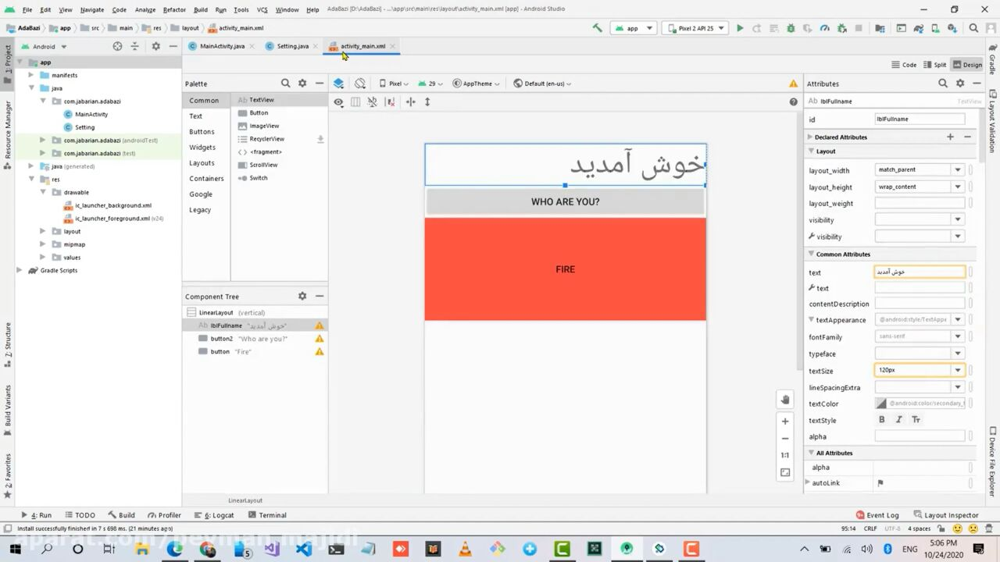 File Edit View Navigate Code Analyze Refactor Build Run Tools VCS Window Help AdaBazi [D:\AdaBazi] - ...\app\src\main\res\layout\activity_main.xml [app] - Android Studio
AdaBazi app src main res layout activity_main.xml app Pixel 2 API 25
Android MainActivity.java Setting.java activity_main.xml
Code Split Design
1: Project
Resource Manager
Z: Structure
Build Variants
2: Favorites
app
manifests
java
com.jabarian.adabazi
MainActivity
Setting
com.jabarian.adabazi (androidTest)
com.jabarian.adabazi (test)
java (generated)
res
drawable
ic_launcher_background.xml
ic_launcher_foreground.xml (v24)
layout
mipmap
values
Gradle Scripts
Palette
Common
Text
Buttons
Widgets
Layouts
Containers
Google
Legacy
Ab TextView
Button
ImageView
RecyclerView
<fragment>
ScrollView
Switch
Component Tree
LinearLayout (vertical)
Ab lblFullname "خوش آمدید"
button2 "Who are you?"
button "Fire"
Pixel 29 AppTheme Default (en-us)
خوش آمدید
WHO ARE YOU?
FIRE
1:1
LinearLayout
Attributes
Ab lblFullname TextView
id lblFullname
Declared Attributes
Layout
layout_width match_parent
layout_height wrap_content
layout_weight
visibility
visibility
Common Attributes
text خوش آمدید
text
contentDescription
textAppearance @android:style/TextAppe
fontFamily sans-serif
typeface
textSize 120px
lineSpacingExtra
textColor @android:color/secondary_t
textStyle B I Tr
alpha
All Attributes
alpha
autoLink
Gradle
Layout Validation
Device File Explorer
4: Run TODO Build Profiler 6: Logcat Terminal Event Log Layout Inspector
Install successfully finished in 7 s 698 ms. (21 minutes ago) 95:14 CRLF UTF-8 4 spaces
5 ENG 5:06 PM
10/24/2020